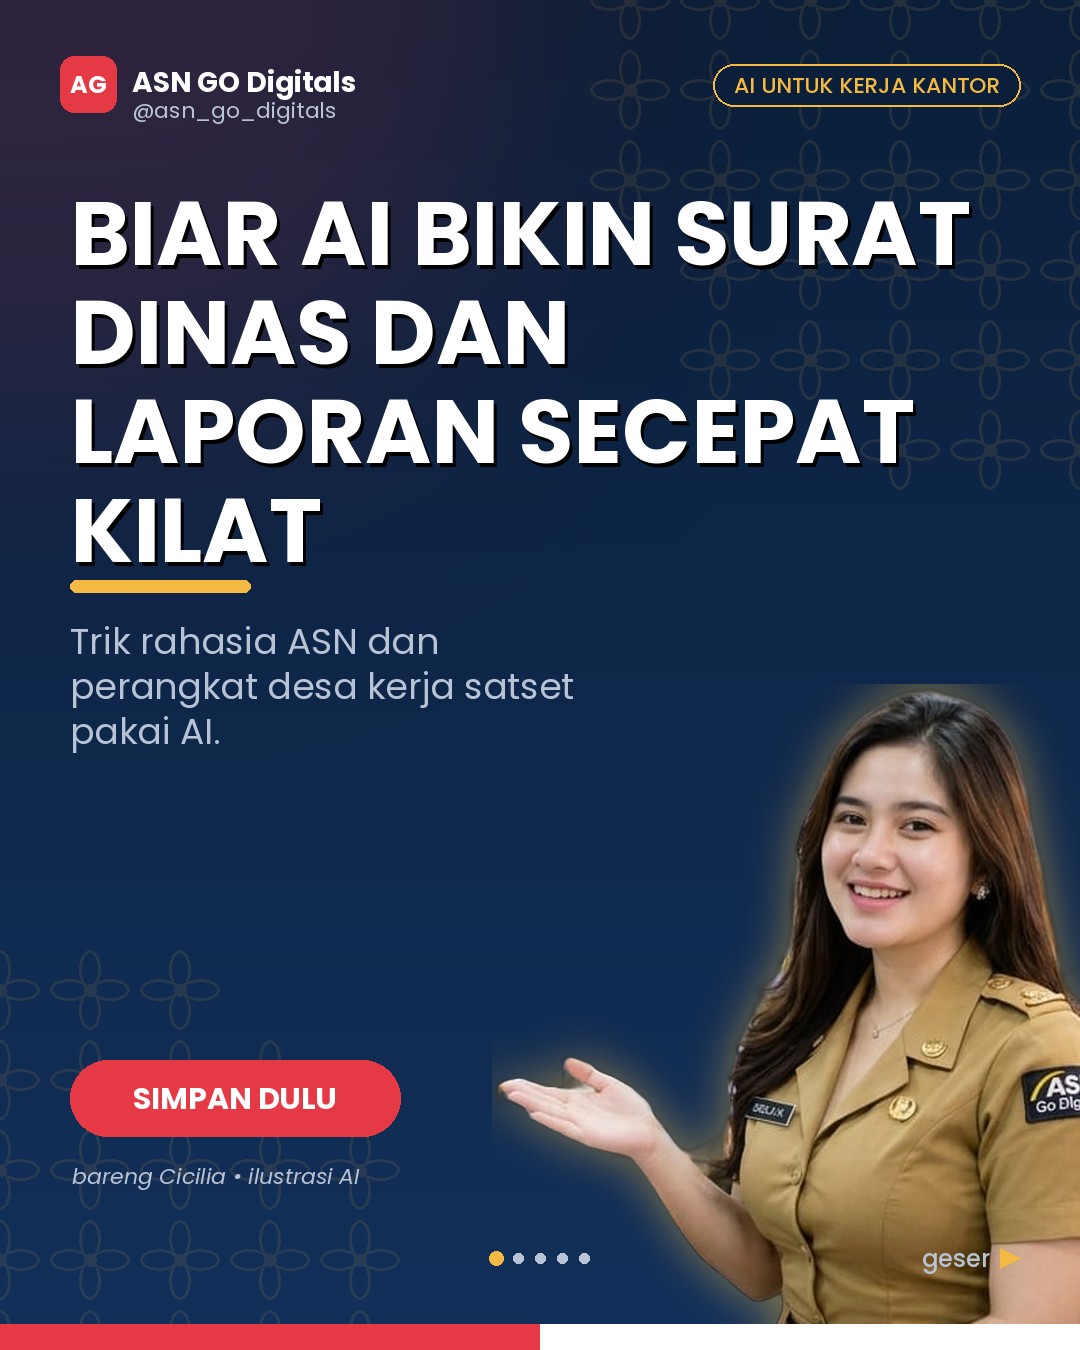 AG
ASN GO Digitals
@asn_go_digitals
AI UNTUK KERJA KANTOR
BIAR AI BIKIN SURAT
DINAS DAN
LAPORAN SECEPAT
KILAT
Trik rahasia ASN dan
perangkat desa kerja satset
pakai AI.
SIMPAN DULU
bareng Cicilia • ilustrasi AI
geser